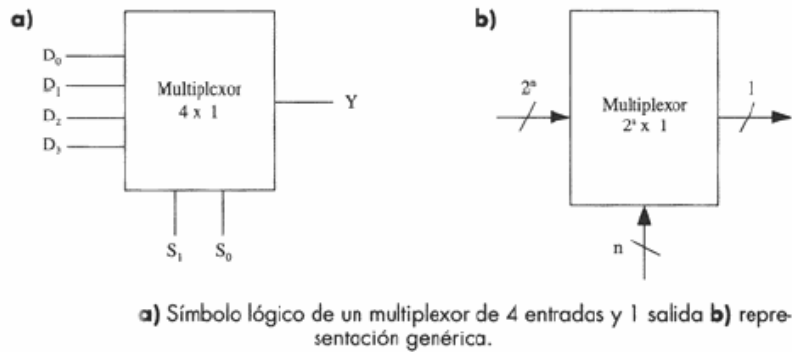 a)
D₀
D₁
D₂
D₃
Multiplexor
4 x 1
Y
S₁ S₀
b)
2ⁿ
Multiplexor
2ⁿ x 1
1
n
a) Símbolo lógico de un multiplexor de 4 entradas y 1 salida b) repre-
sentación genérica.